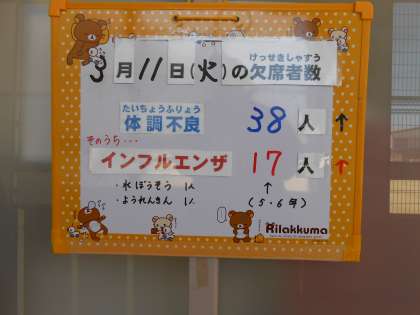 けっせきしゃすう
3月11日(火)の欠席者数
たいちょうふりょう
体調不良 38人↑
そのうち・・・
インフルエンザ 17人↑
・水ぼうそう 1人 ↑
・ようれんきん 1人 (5・6年)
Rilakkuma